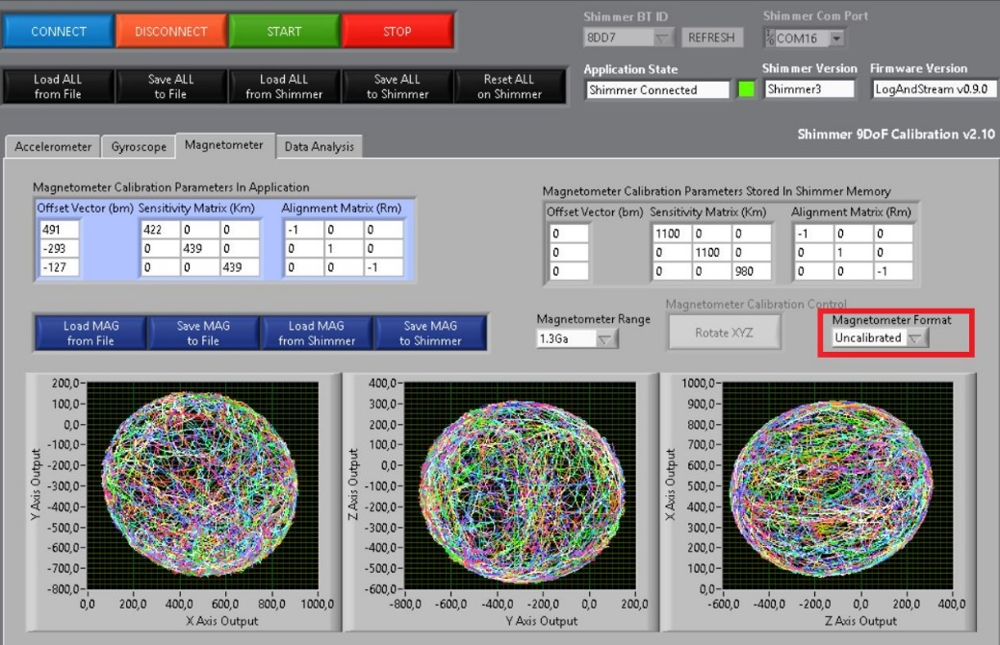 CONNECT DISCONNECT START STOP
Shimmer BT ID Shimmer Com Port
8DD7 REFRESH COM16
Load ALL from File
Save ALL to File
Load ALL from Shimmer
Save ALL to Shimmer
Reset ALL on Shimmer
Application State Shimmer Version Firmware Version
Shimmer Connected Shimmer3 LogAndStream v0.9.0
Shimmer 9DoF Calibration v2.10
Accelerometer Gyroscope Magnetometer Data Analysis
Magnetometer Calibration Parameters In Application
Offset Vector (bm) Sensitivity Matrix (Km) Alignment Matrix (Rm)
491 422 0 0 -1 0 0
-293 0 439 0 0 1 0
-127 0 0 439 0 0 -1
Magnetometer Calibration Parameters Stored In Shimmer Memory
Offset Vector (bm) Sensitivity Matrix (Km) Alignment Matrix (Rm)
0 1100 0 0 -1 0 0
0 0 1100 0 0 1 0
0 0 0 980 0 0 -1
Load MAG from File
Save MAG to File
Load MAG from Shimmer
Save MAG to Shimmer
Magnetometer Range
1.3Ga
Magnetometer Calibration Control
Rotate XYZ
Magnetometer Format
Uncalibrated
Y Axis Output
200,0
100,0
0,0
-100,0
-200,0
-300,0
-400,0
-500,0
-600,0
-700,0
-800,0
0,0 200,0 400,0 600,0 800,0 1000,0
X Axis Output
Z Axis Output
400,0
300,0
200,0
100,0
0,0
-100,0
-200,0
-300,0
-400,0
-500,0
-600,0
-800,0 -600,0 -400,0 -200,0 0,0 200,0
Y Axis Output
X Axis Output
1000,0
900,0
800,0
700,0
600,0
500,0
400,0
300,0
200,0
100,0
0,0
-600,0 -400,0 -200,0 0,0 200,0 400,0
Z Axis Output